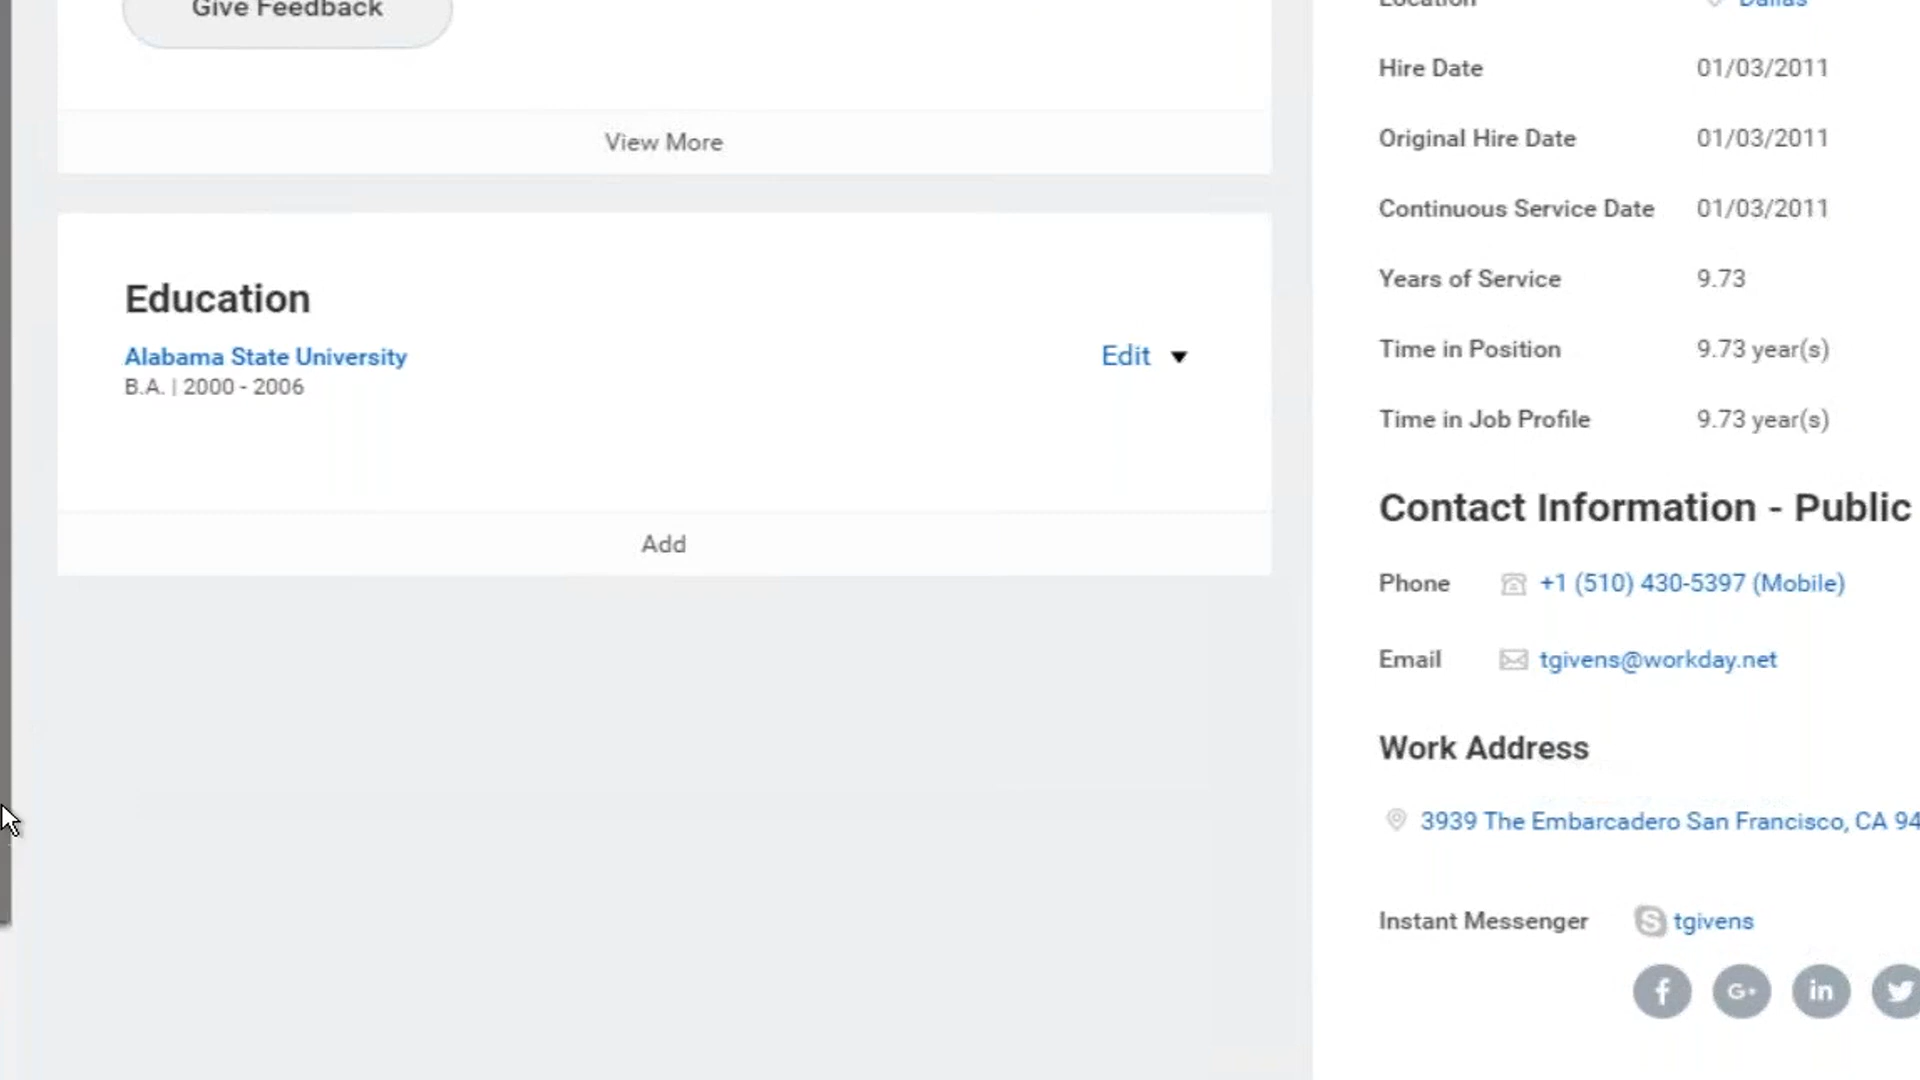 Give Feedback
View More
Education
Alabama State University
Edit
B.A. | 2000 - 2006
Add
Location Dallas
Hire Date 01/03/2011
Original Hire Date 01/03/2011
Continuous Service Date 01/03/2011
Years of Service 9.73
Time in Position 9.73 year(s)
Time in Job Profile 9.73 year(s)
Contact Information - Public
Phone +1 (510) 430-5397 (Mobile)
Email tgivens@workday.net
Work Address
3939 The Embarcadero San Francisco, CA 94
Instant Messenger S tgivens
f G+ in